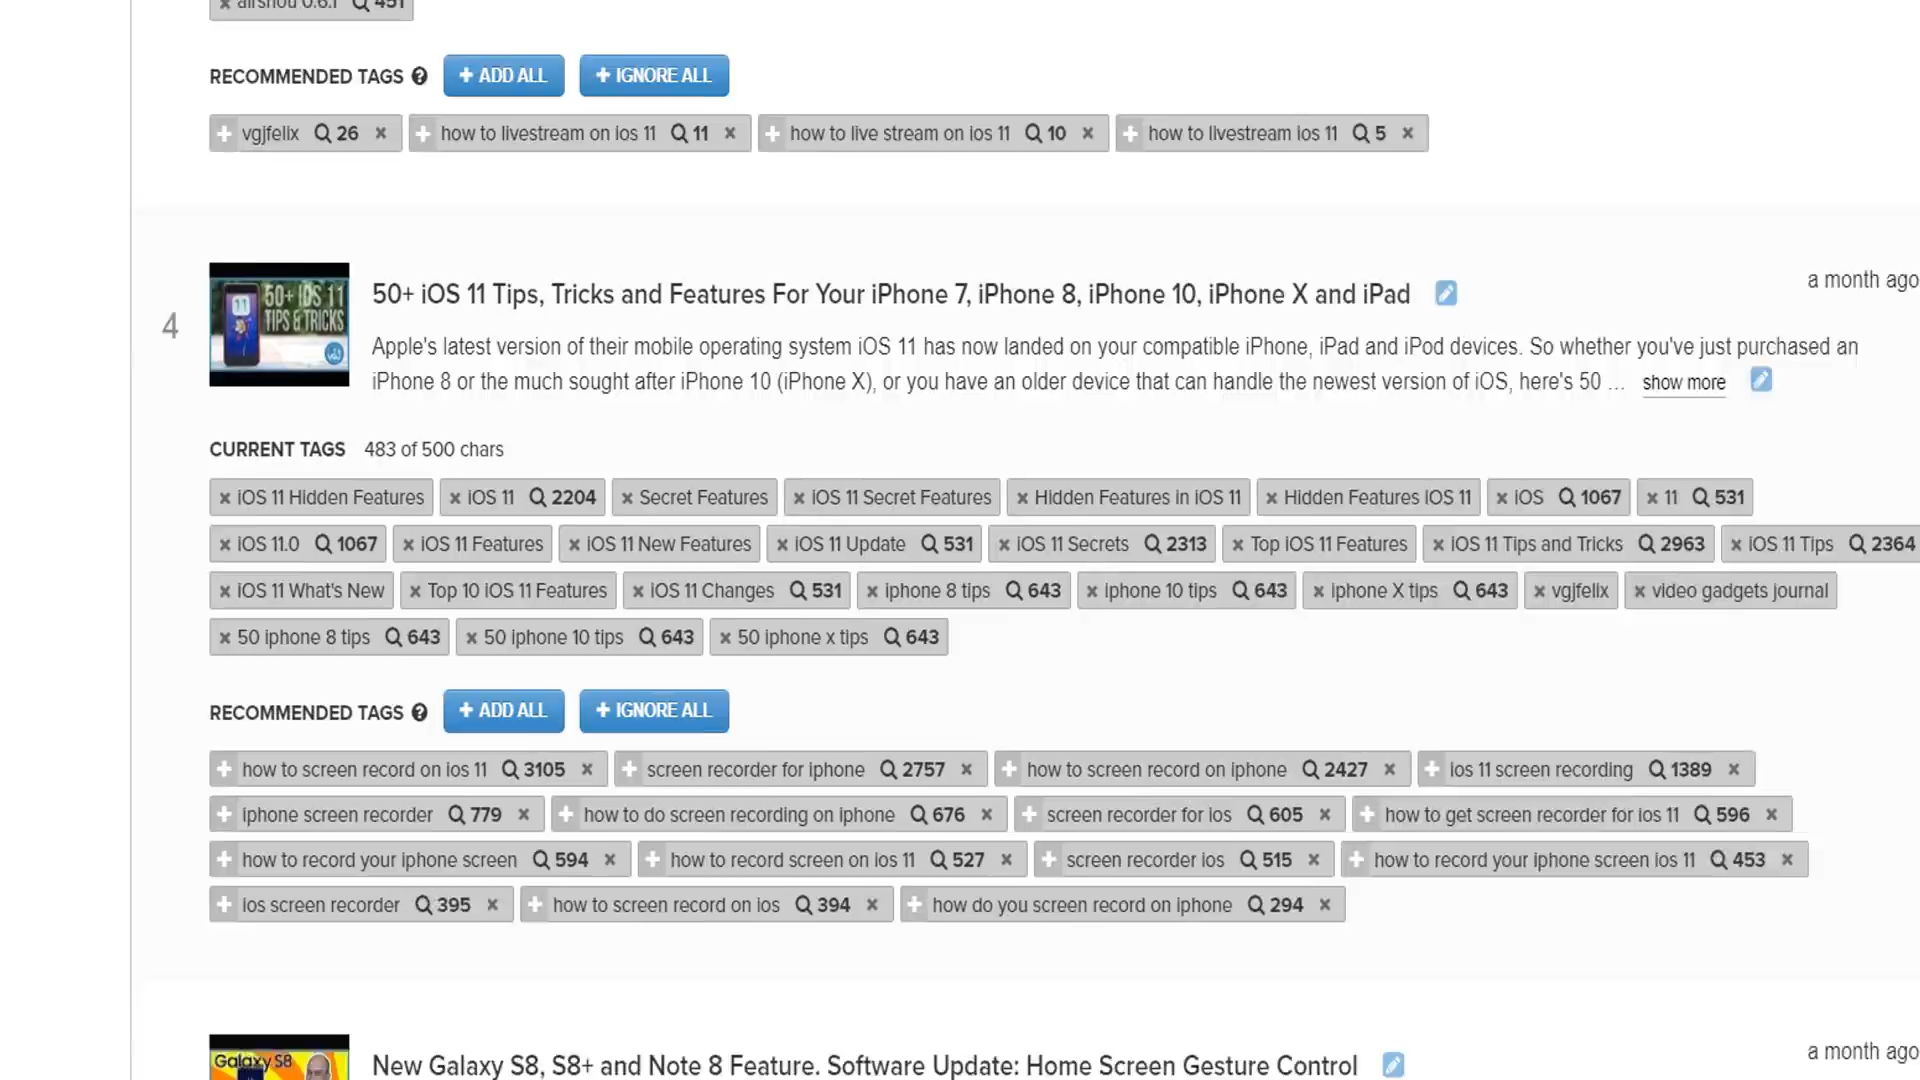 × airshou 0.6.1 451
RECOMMENDED TAGS ? + ADD ALL + IGNORE ALL
+ vgjfelix 26 × + how to livestream on ios 11 11 × + how to live stream on ios 11 10 × + how to livestream ios 11 5 ×
a month ago
4
50+ iOS 11
TIPS & TRICKS
50+ iOS 11 Tips, Tricks and Features For Your iPhone 7, iPhone 8, iPhone 10, iPhone X and iPad
Apple's latest version of their mobile operating system iOS 11 has now landed on your compatible iPhone, iPad and iPod devices. So whether you've just purchased an
iPhone 8 or the much sought after iPhone 10 (iPhone X), or you have an older device that can handle the newest version of iOS, here's 50 ... show more
CURRENT TAGS 483 of 500 chars
× iOS 11 Hidden Features × iOS 11 2204 × Secret Features × iOS 11 Secret Features × Hidden Features in iOS 11 × Hidden Features iOS 11 × iOS 1067 × 11 531
× iOS 11.0 1067 × iOS 11 Features × iOS 11 New Features × iOS 11 Update 531 × iOS 11 Secrets 2313 × Top iOS 11 Features × iOS 11 Tips and Tricks 2963 × iOS 11 Tips 2364
× iOS 11 What's New × Top 10 iOS 11 Features × iOS 11 Changes 531 × iphone 8 tips 643 × iphone 10 tips 643 × iphone X tips 643 × vgjfelix × video gadgets journal
× 50 iphone 8 tips 643 × 50 iphone 10 tips 643 × 50 iphone x tips 643
RECOMMENDED TAGS ? + ADD ALL + IGNORE ALL
+ how to screen record on ios 11 3105 × + screen recorder for iphone 2757 × + how to screen record on iphone 2427 × + ios 11 screen recording 1389 ×
+ iphone screen recorder 779 × + how to do screen recording on iphone 676 × + screen recorder for ios 605 × + how to get screen recorder for ios 11 596 ×
+ how to record your iphone screen 594 × + how to record screen on ios 11 527 × + screen recorder ios 515 × + how to record your iphone screen ios 11 453 ×
+ ios screen recorder 395 × + how to screen record on ios 394 × + how do you screen record on iphone 294 ×
a month ago
Galaxy S8
New Galaxy S8, S8+ and Note 8 Feature. Software Update: Home Screen Gesture Control